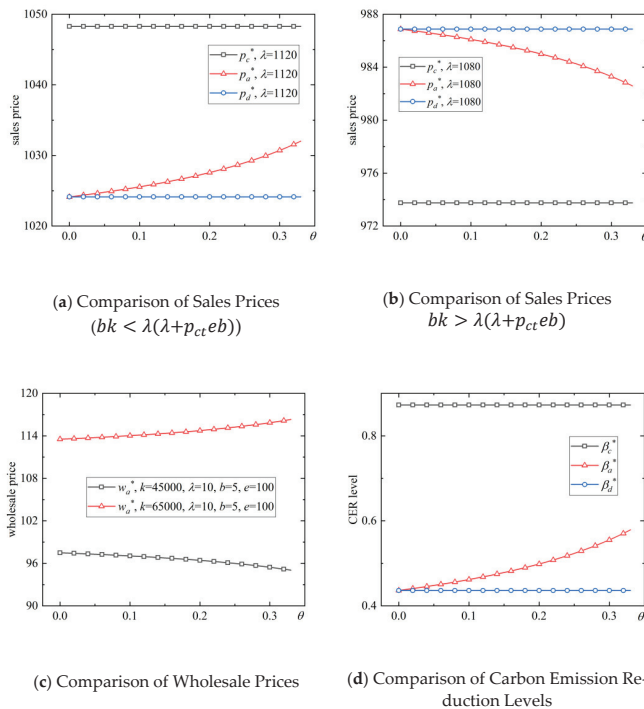 1050
1040
1030
1020
sales price
p_c*, λ=1120
p_a*, λ=1120
p_d*, λ=1120
0.0 0.1 0.2 0.3 θ
988
984
980
976
972
sales price
p_c*, λ=1080
p_a*, λ=1080
p_d*, λ=1080
0.0 0.1 0.2 0.3 θ
(a) Comparison of Sales Prices
(bk < λ(λ+p_cteb))
(b) Comparison of Sales Prices
bk > λ(λ+p_cteb)
120
114
108
102
96
90
wholesale price
w_a*, k=45000, λ=10, b=5, e=100
w_a*, k=65000, λ=10, b=5, e=100
0.0 0.1 0.2 0.3 θ
0.8
0.6
0.4
CER level
β_c*
β_a*
β_d*
0.0 0.1 0.2 0.3 θ
(c) Comparison of Wholesale Prices
(d) Comparison of Carbon Emission Re-
duction Levels